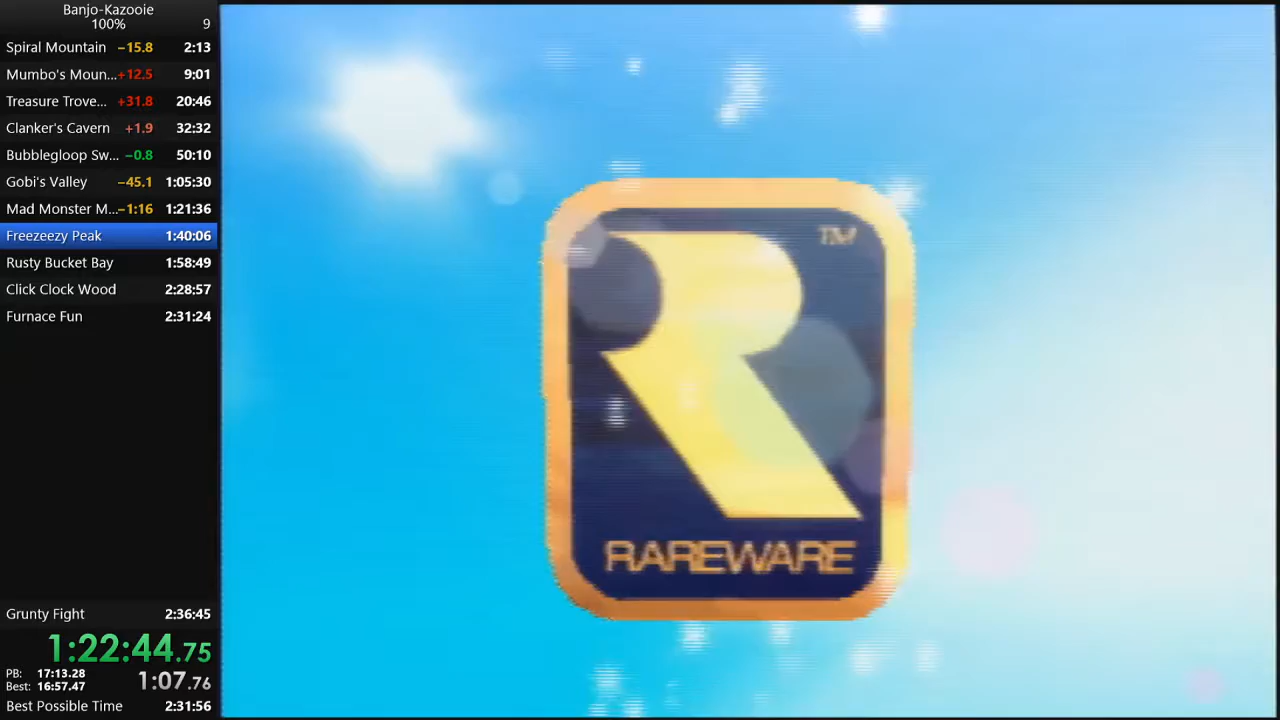 Banjo-Kazooie
100% 9
Spiral Mountain −15.8 2:13
Mumbo's Moun... +12.5 9:01
Treasure Trove... +31.8 20:46
Clanker's Cavern +1.9 32:32
Bubblegloop Sw... −0.8 50:10
Gobi's Valley −45.1 1:05:30
Mad Monster M... −1:16 1:21:36
Freezeezy Peak 1:40:06
Rusty Bucket Bay 1:58:49
Click Clock Wood 2:28:57
Furnace Fun 2:31:24
Grunty Fight 2:36:45
1:22:44.75
PB: 17:13.28
Best: 16:57.47
1:07.76
Best Possible Time 2:31:56
TM
RAREWARE